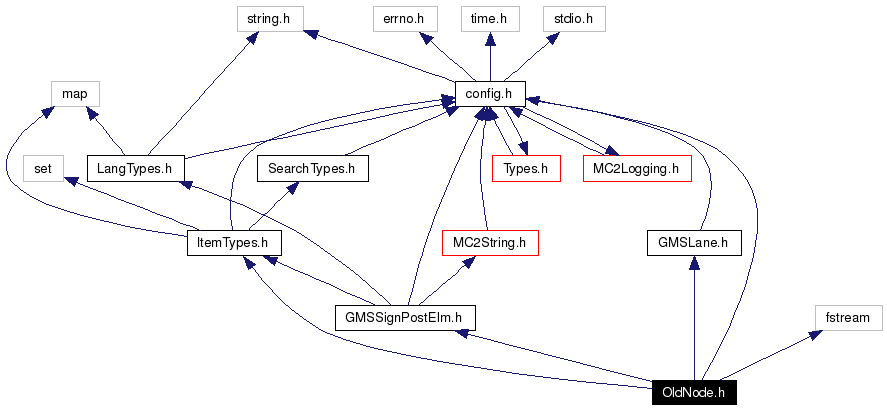 string.h
errno.h
time.h
stdio.h
map
config.h
set
LangTypes.h
SearchTypes.h
Types.h
MC2Logging.h
ItemTypes.h
MC2String.h
GMSLane.h
GMSSignPostElm.h
fstream
OldNode.h